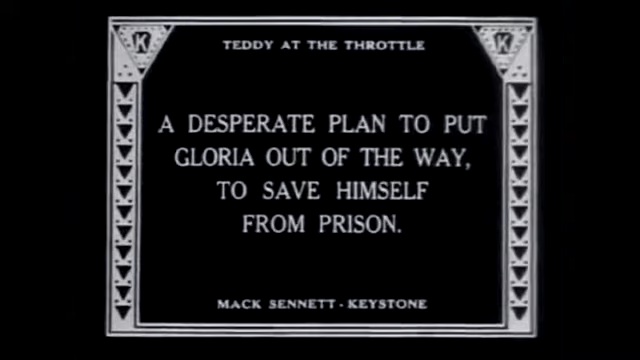 K K
TEDDY AT THE THROTTLE
A DESPERATE PLAN TO PUT
GLORIA OUT OF THE WAY,
TO SAVE HIMSELF
FROM PRISON.
MACK SENNETT - KEYSTONE